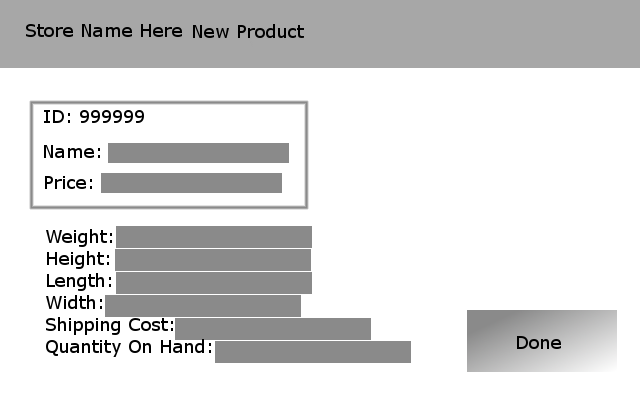 Store Name Here New Product
ID: 999999
Name:
Price:
Weight:
Height:
Length:
Width:
Shipping Cost:
Quantity On Hand:
Done